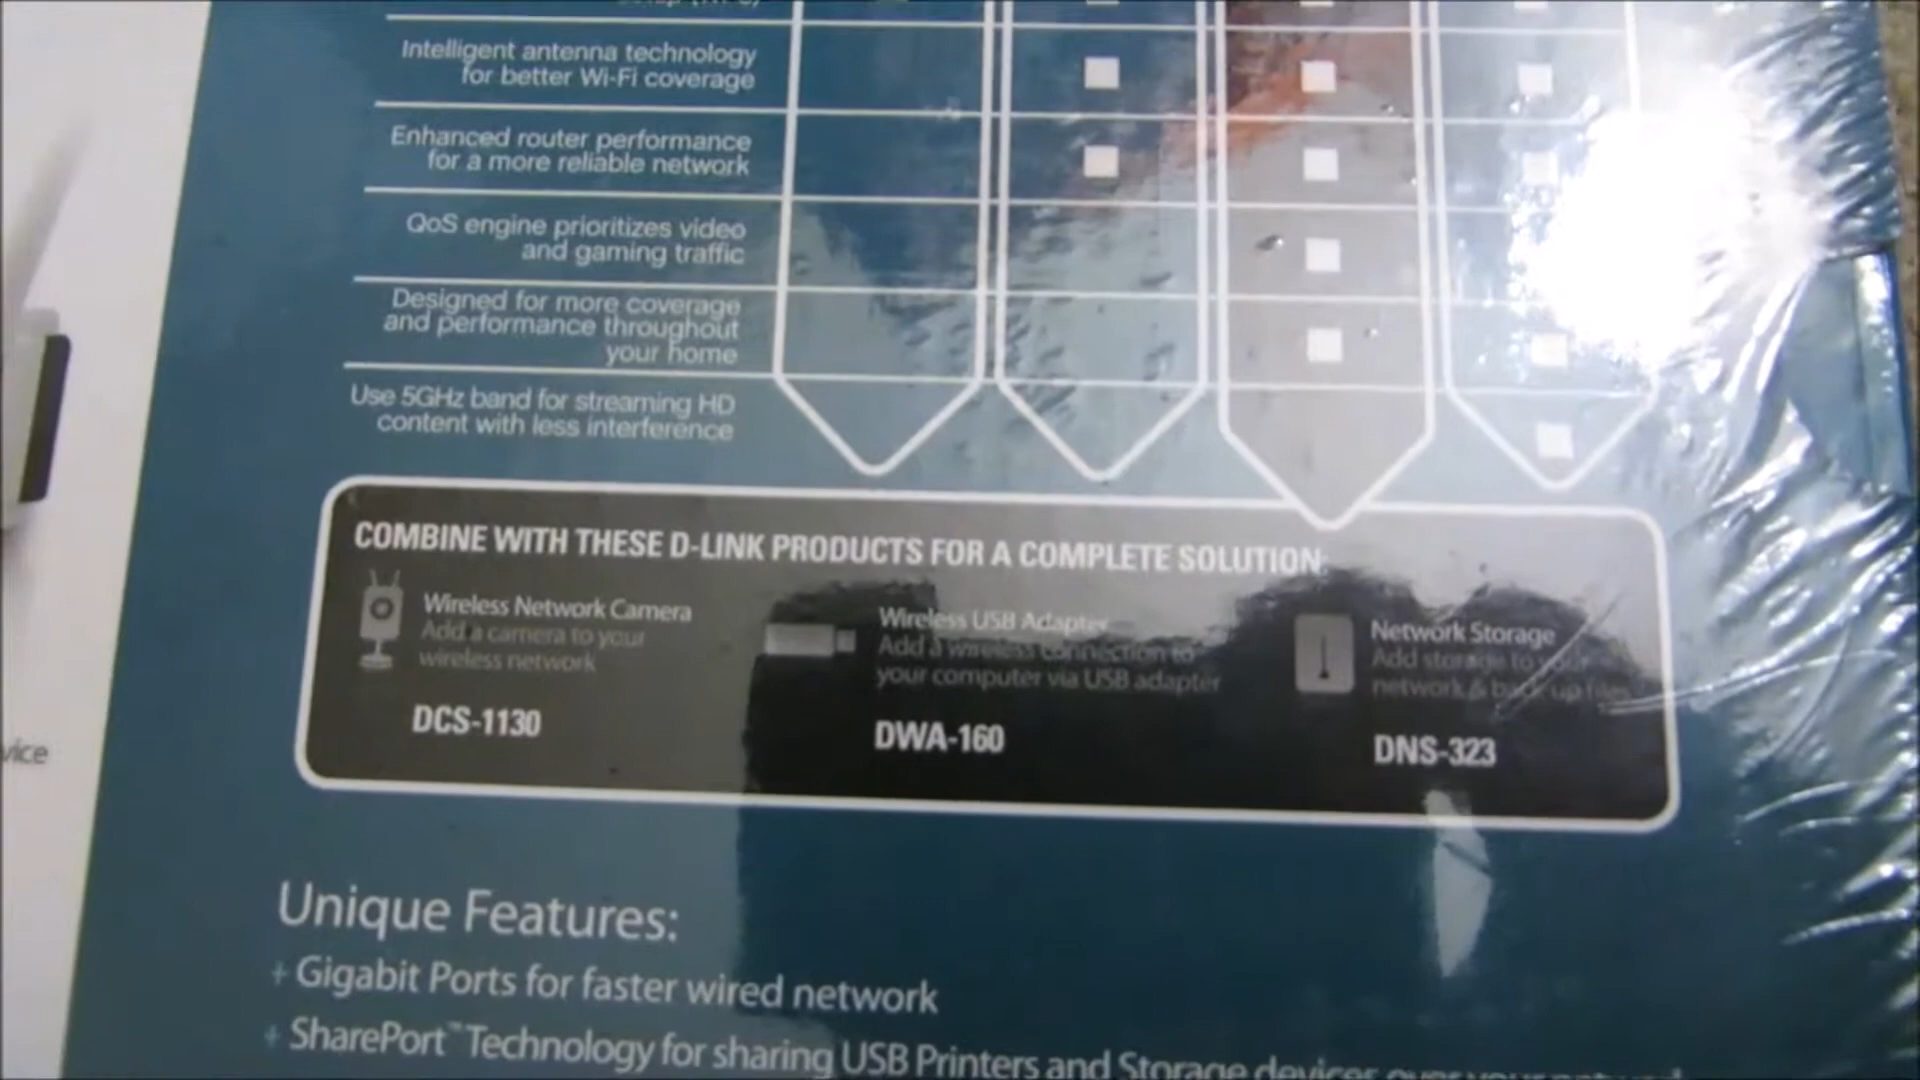 Intelligent antenna technology
for better Wi-Fi coverage
Enhanced router performance
for a more reliable network
QoS engine prioritizes video
and gaming traffic
Designed for more coverage
and performance throughout
your home
Use 5GHz band for streaming HD
content with less interference
COMBINE WITH THESE D-LINK PRODUCTS FOR A COMPLETE SOLUTION:
Wireless Network Camera
Add a camera to your
wireless network
DCS-1130
Wireless USB Adapter
Add a wireless connection to
your computer via USB adapter
DWA-160
Network Storage
Add storage to your
network & back up files
DNS-323
vice
Unique Features:
+ Gigabit Ports for faster wired network
+ SharePort™ Technology for sharing USB Printers and Storage devices over your network